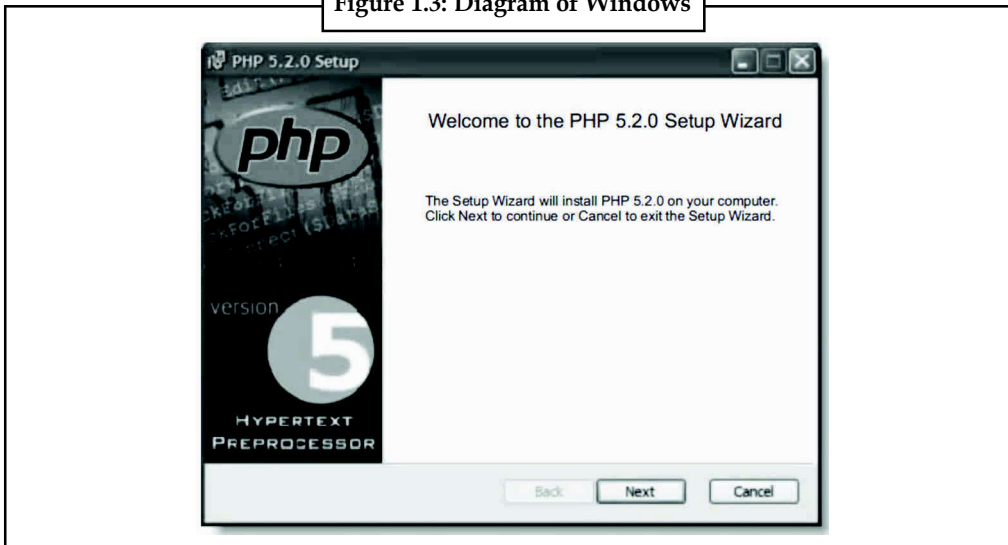 Figure 1.3: Diagram of Windows
PHP 5.2.0 Setup
php
Welcome to the PHP 5.2.0 Setup Wizard
The Setup Wizard will install PHP 5.2.0 on your computer.
Click Next to continue or Cancel to exit the Setup Wizard.
version
5
HYPERTEXT
PREPROCESSOR
Back
Next
Cancel